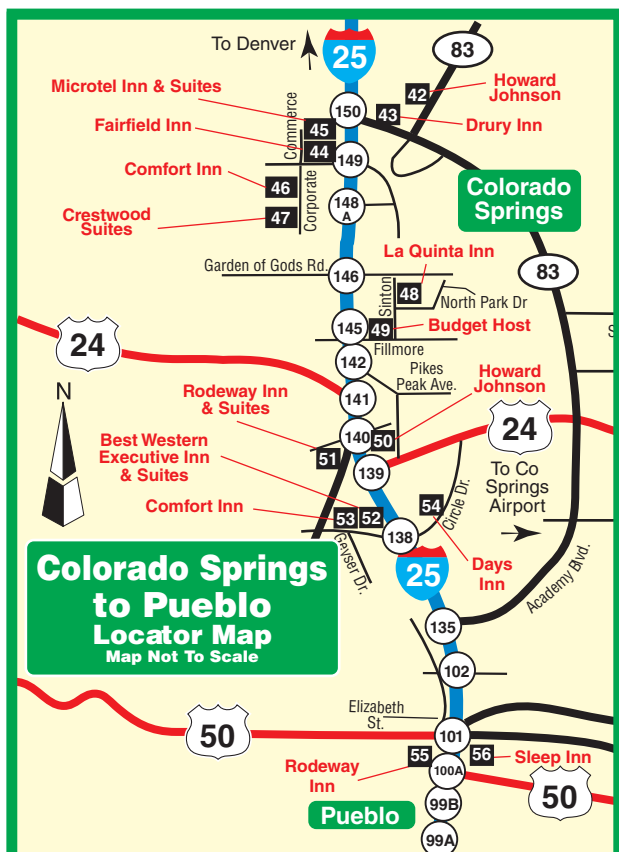 To Denver
25
83
Microtel Inn & Suites
42
Howard
Johnson
150
43
Drury Inn
Commerce
45
Fairfield Inn
44
149
Comfort Inn
46
Corporate
148
A
Colorado
Springs
Crestwood
Suites
47
La Quinta Inn
Garden of Gods Rd.
146
83
Sinton
48
North Park Dr
145
49
Budget Host
24
Fillmore
142
Pikes
Peak Ave.
Howard
Johnson
N
Rodeway Inn
& Suites
141
24
140
50
Best Western
Executive Inn
& Suites
51
139
To Co
Springs
Airport
Comfort Inn
53
52
54
Circle Dr.
138
Geyser Dr.
Days
Inn
25
Academy Blvd.
Colorado Springs
to Pueblo
Locator Map
Map Not To Scale
135
102
Elizabeth
St.
50
101
55
56
Sleep Inn
Rodeway
Inn
100A
50
99B
Pueblo
99A